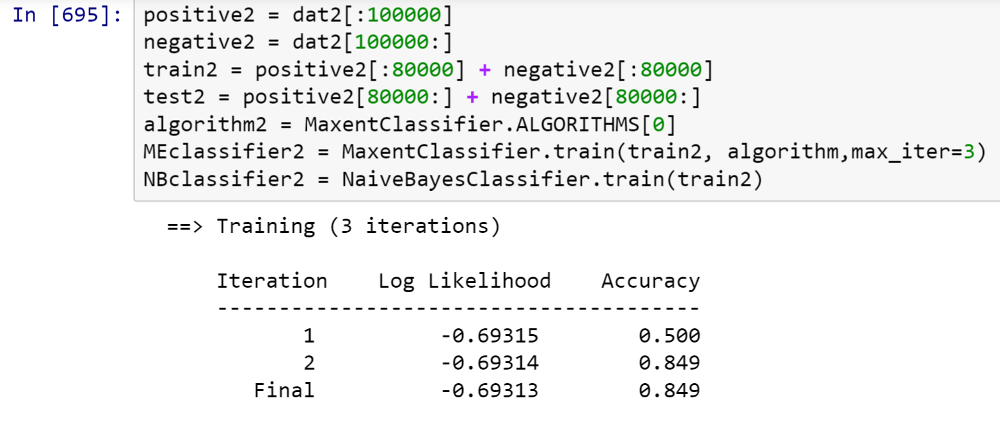 In [695]: positive2 = dat2[:100000]
negative2 = dat2[100000:]
train2 = positive2[:80000] + negative2[:80000]
test2 = positive2[80000:] + negative2[80000:]
algorithm2 = MaxentClassifier.ALGORITHMS[0]
MEclassifier2 = MaxentClassifier.train(train2, algorithm,max_iter=3)
NBclassifier2 = NaiveBayesClassifier.train(train2)
==> Training (3 iterations)
Iteration Log Likelihood Accuracy
---------------------------------------
1 -0.69315 0.500
2 -0.69314 0.849
Final -0.69313 0.849